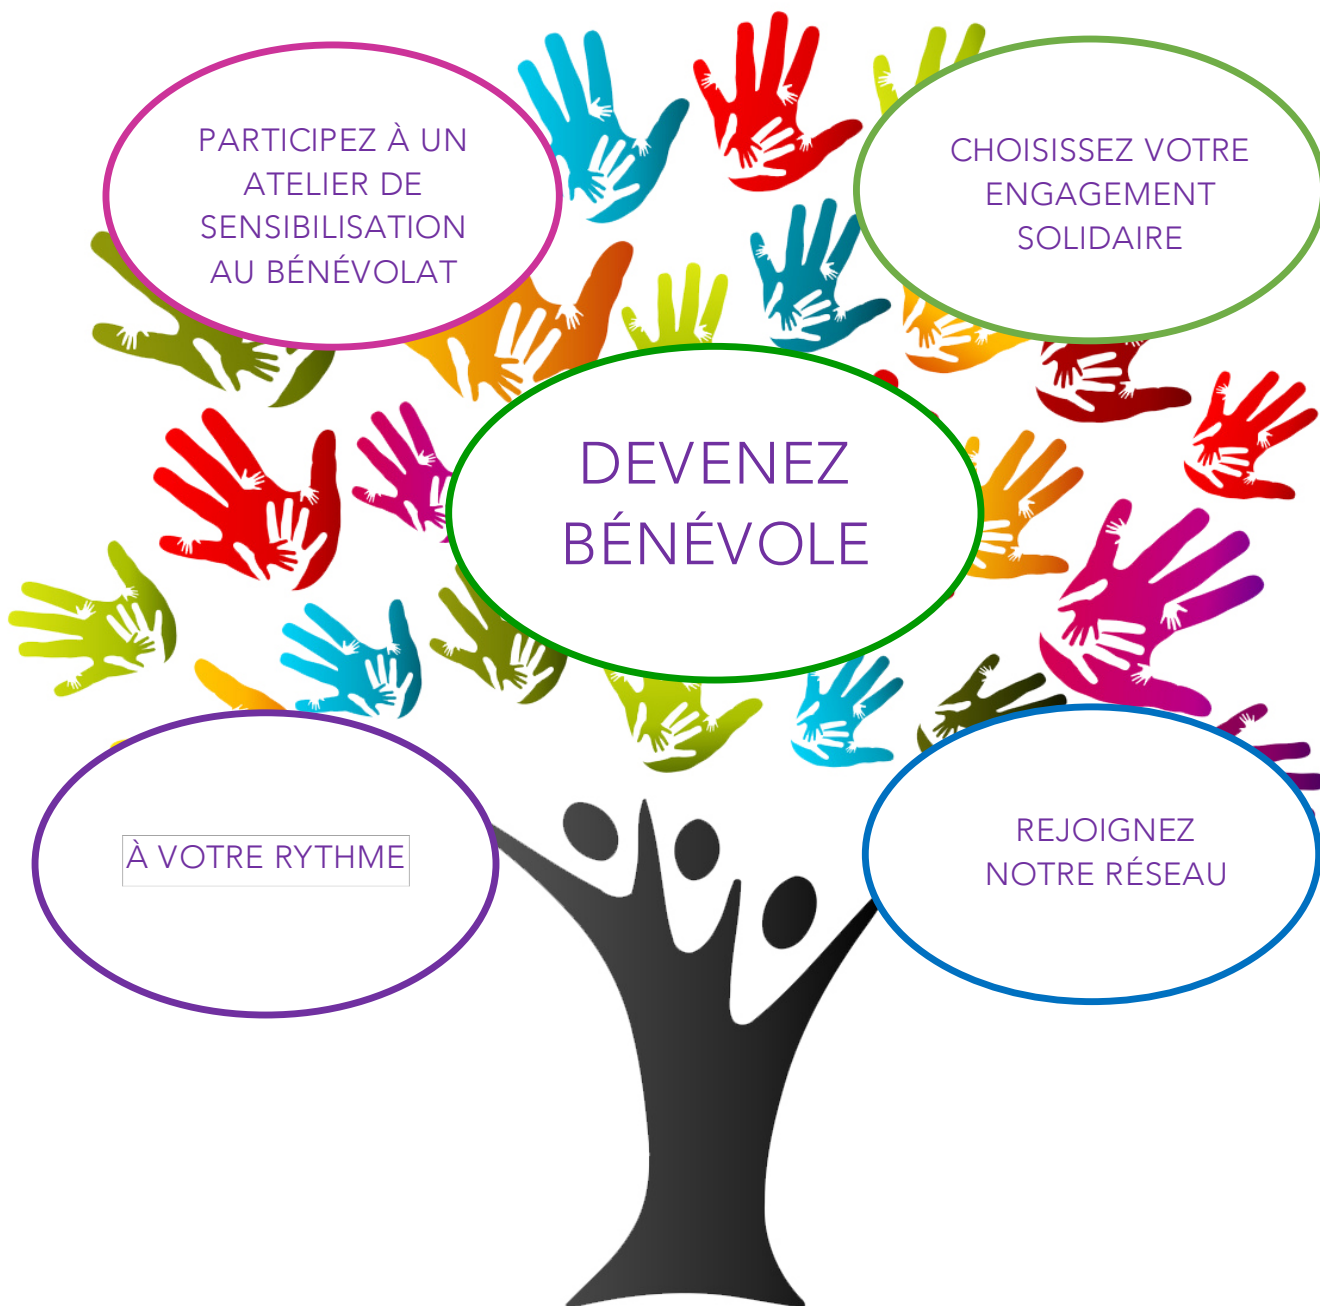 PARTICIPEZ À UN
ATELIER DE
SENSIBILISATION
AU BÉNÉVOLAT
CHOISISSEZ VOTRE
ENGAGEMENT
SOLIDAIRE
DEVENEZ
BÉNÉVOLE
À VOTRE RYTHME
REJOIGNEZ
NOTRE RÉSEAU